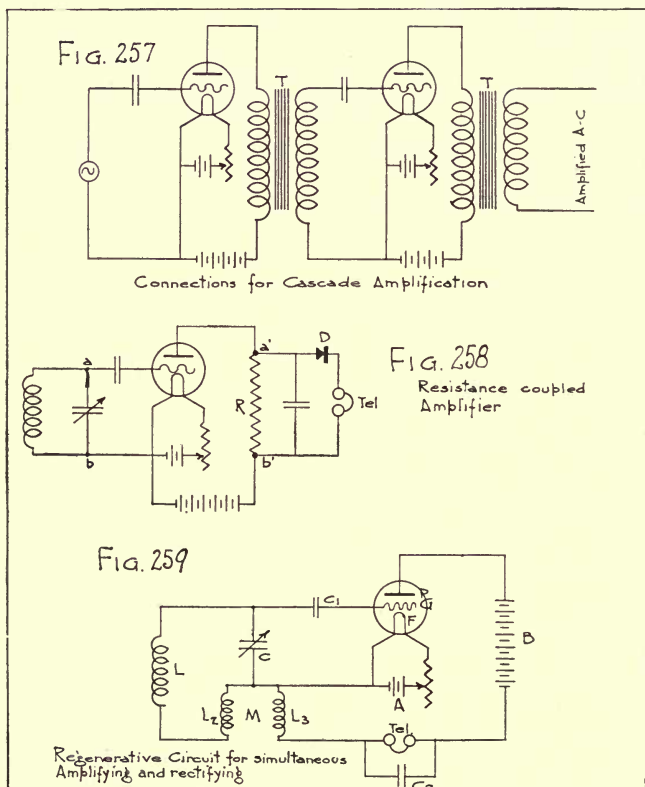 FIG. 257
T
T
Amplified A-C
Connections for Cascade Amplification
a
b
R
a'
b'
D
Tel
FIG. 258
Resistance coupled
Amplifier
FIG. 259
C1
P
G
F
C
L
L2
M
L3
A
B
Tel.
C2
Regenerative Circuit for simultaneous
Amplifying and rectifying